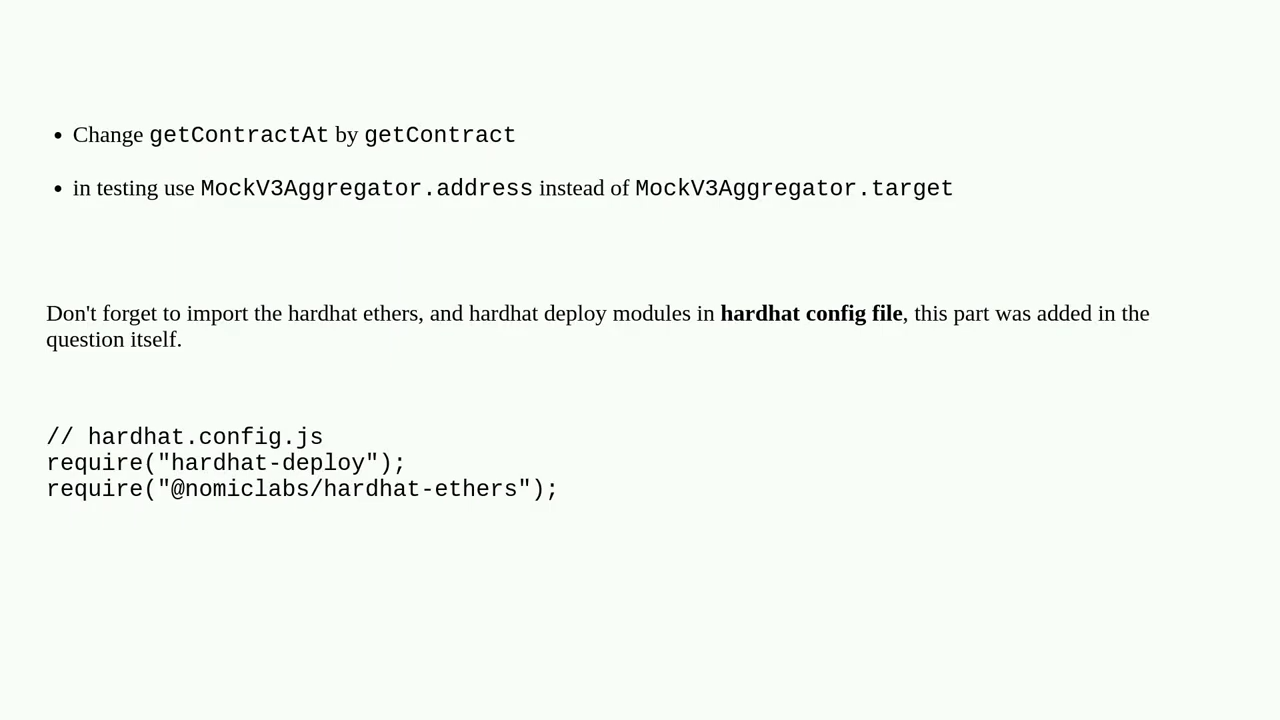 • Change getContractAt by getContract
• in testing use MockV3Aggregator.address instead of MockV3Aggregator.target
Don't forget to import the hardhat ethers, and hardhat deploy modules in hardhat config file, this part was added in the
question itself.
// hardhat.config.js
require("hardhat-deploy");
require("@nomiclabs/hardhat-ethers");